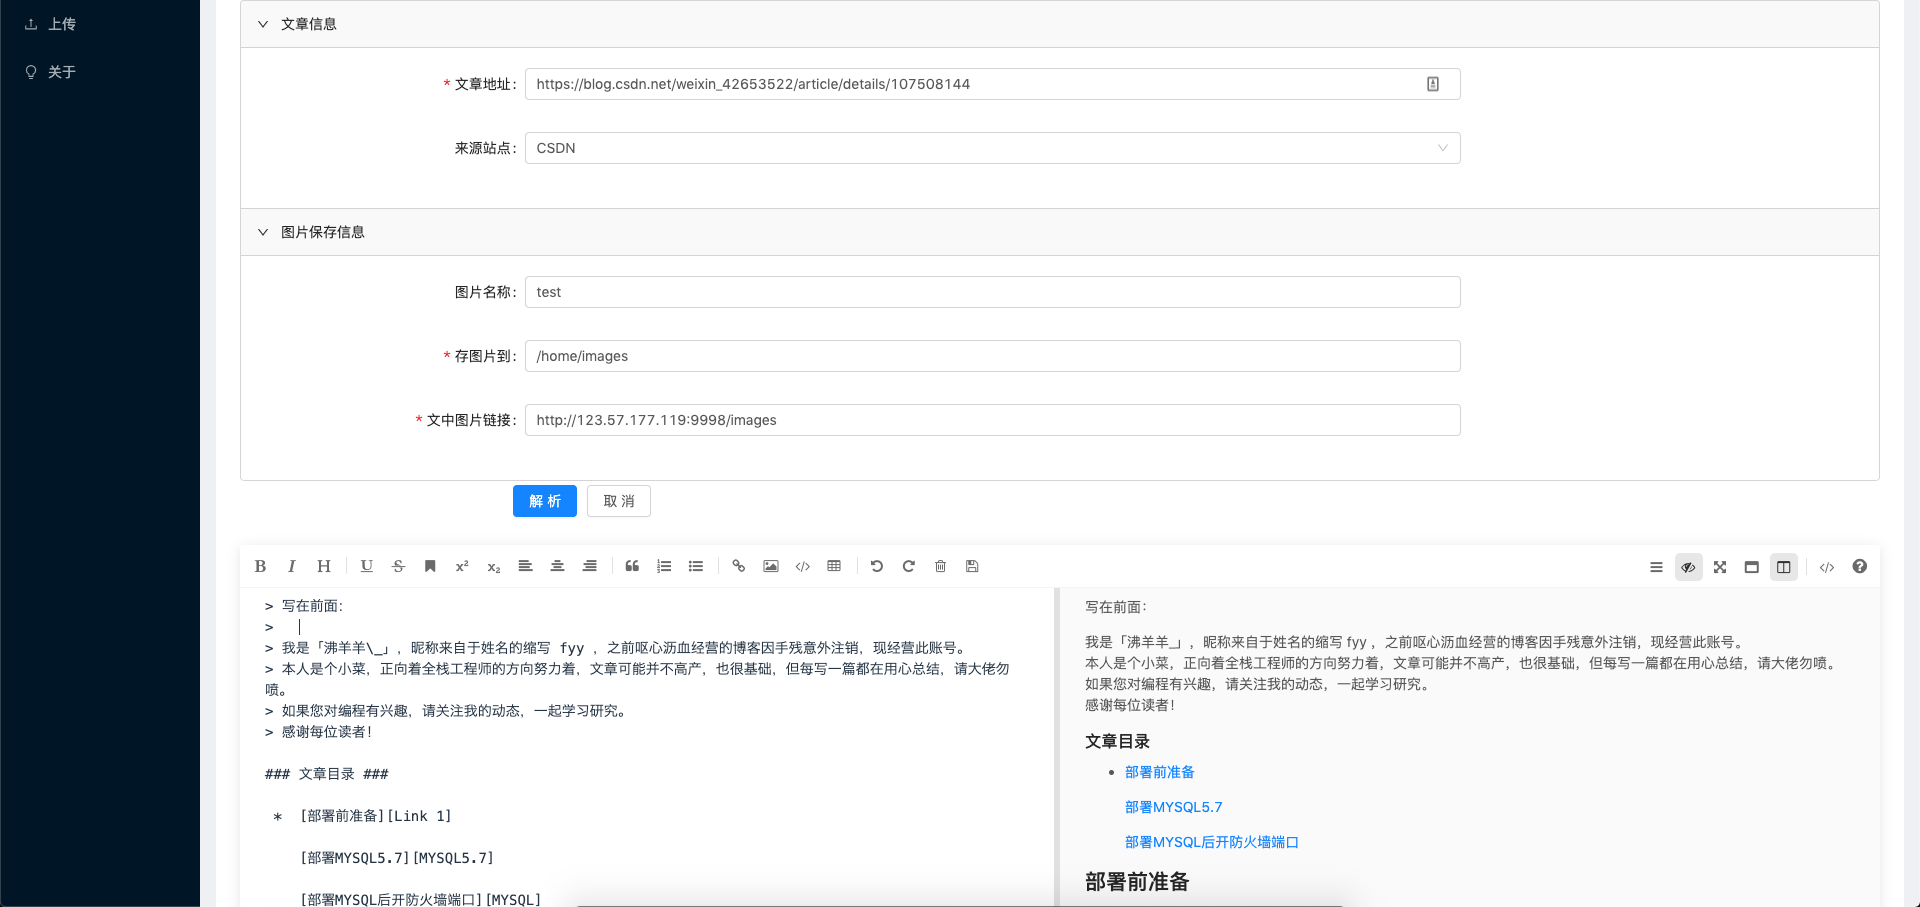 上传
关于
文章信息
* 文章地址: https://blog.csdn.net/weixin_42653522/article/details/107508144
来源站点: CSDN
图片保存信息
图片名称: test
* 存图片到: /home/images
* 文中图片链接: http://123.57.177.119:9998/images
解 析 取 消
B I H U S x² x₂
> 写在前面：
>
> 我是「沸羊羊\_」，昵称来自于姓名的缩写 fyy ，之前呕心沥血经营的博客因手残意外注销，现经营此账号。
> 本人是个小菜，正向着全栈工程师的方向努力着，文章可能并不高产，也很基础，但每写一篇都在用心总结，请大佬勿
喷。
> 如果您对编程有兴趣，请关注我的动态，一起学习研究。
> 感谢每位读者！
### 文章目录 ###
* [部署前准备][Link 1]
[部署MYSQL5.7][MYSQL5.7]
[部署MYSQL后开防火墙端口][MYSQL]
写在前面：
我是「沸羊羊_」，昵称来自于姓名的缩写 fyy ，之前呕心沥血经营的博客因手残意外注销，现经营此账号。
本人是个小菜，正向着全栈工程师的方向努力着，文章可能并不高产，也很基础，但每写一篇都在用心总结，请大佬勿喷。
如果您对编程有兴趣，请关注我的动态，一起学习研究。
感谢每位读者！
文章目录
部署前准备
部署MYSQL5.7
部署MYSQL后开防火墙端口
部署前准备